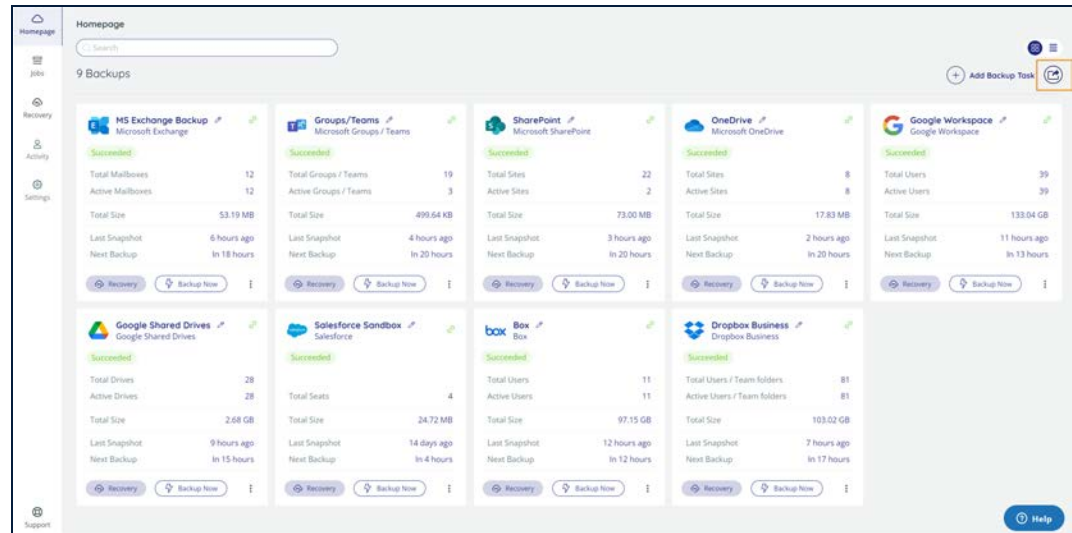 Homepage
Jobs
Recovery
Activity
Settings
Support
Homepage
Search
9 Backups
Add Backup Task
MS Exchange Backup
Microsoft Exchange
Succeeded
Total Mailboxes 12
Active Mailboxes 12
Total Size 53.19 MB
Last Snapshot 6 hours ago
Next Backup In 18 hours
Recovery Backup Now
Groups/Teams
Microsoft Groups / Teams
Succeeded
Total Groups / Teams 19
Active Groups / Teams 3
Total Size 499.64 KB
Last Snapshot 4 hours ago
Next Backup In 20 hours
Recovery Backup Now
SharePoint
Microsoft SharePoint
Succeeded
Total Sites 22
Active Sites 2
Total Size 73.00 MB
Last Snapshot 3 hours ago
Next Backup In 20 hours
Recovery Backup Now
OneDrive
Microsoft OneDrive
Succeeded
Total Sites 8
Active Sites 8
Total Size 17.83 MB
Last Snapshot 2 hours ago
Next Backup In 20 hours
Recovery Backup Now
Google Workspace
Google Workspace
Succeeded
Total Users 39
Active Users 39
Total Size 133.04 GB
Last Snapshot 11 hours ago
Next Backup In 13 hours
Recovery Backup Now
Google Shared Drives
Google Shared Drives
Succeeded
Total Drives 28
Active Drives 28
Total Size 2.68 GB
Last Snapshot 9 hours ago
Next Backup In 15 hours
Recovery Backup Now
Salesforce Sandbox
Salesforce
Succeeded
Total Seats 4
Total Size 24.72 MB
Last Snapshot 14 days ago
Next Backup In 4 hours
Recovery Backup Now
box
Box
Box
Succeeded
Total Users 11
Active Users 11
Total Size 97.15 GB
Last Snapshot 12 hours ago
Next Backup In 12 hours
Recovery Backup Now
Dropbox Business
Dropbox Business
Succeeded
Total Users / Team folders 81
Active Users / Team folders 81
Total Size 103.02 GB
Last Snapshot 7 hours ago
Next Backup In 17 hours
Recovery Backup Now
Help